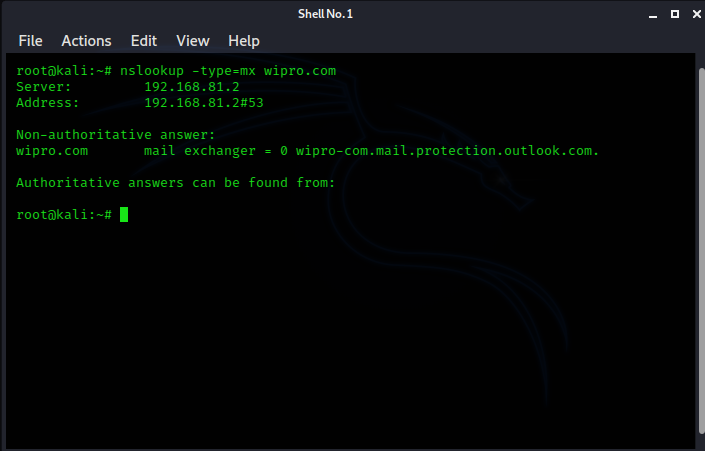 Shell No. 1
File Actions Edit View Help
root@kali:~# nslookup -type=mx wipro.com
Server: 192.168.81.2
Address: 192.168.81.2#53
Non-authoritative answer:
wipro.com mail exchanger = 0 wipro-com.mail.protection.outlook.com.
Authoritative answers can be found from:
root@kali:~#